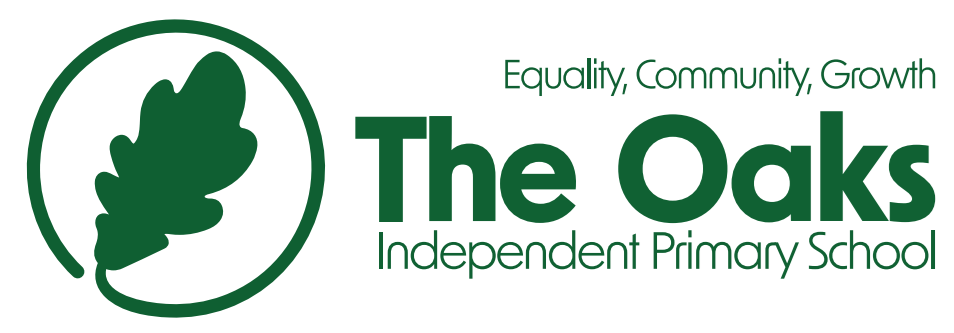 Equality, Community, Growth
The Oaks
Independent Primary School